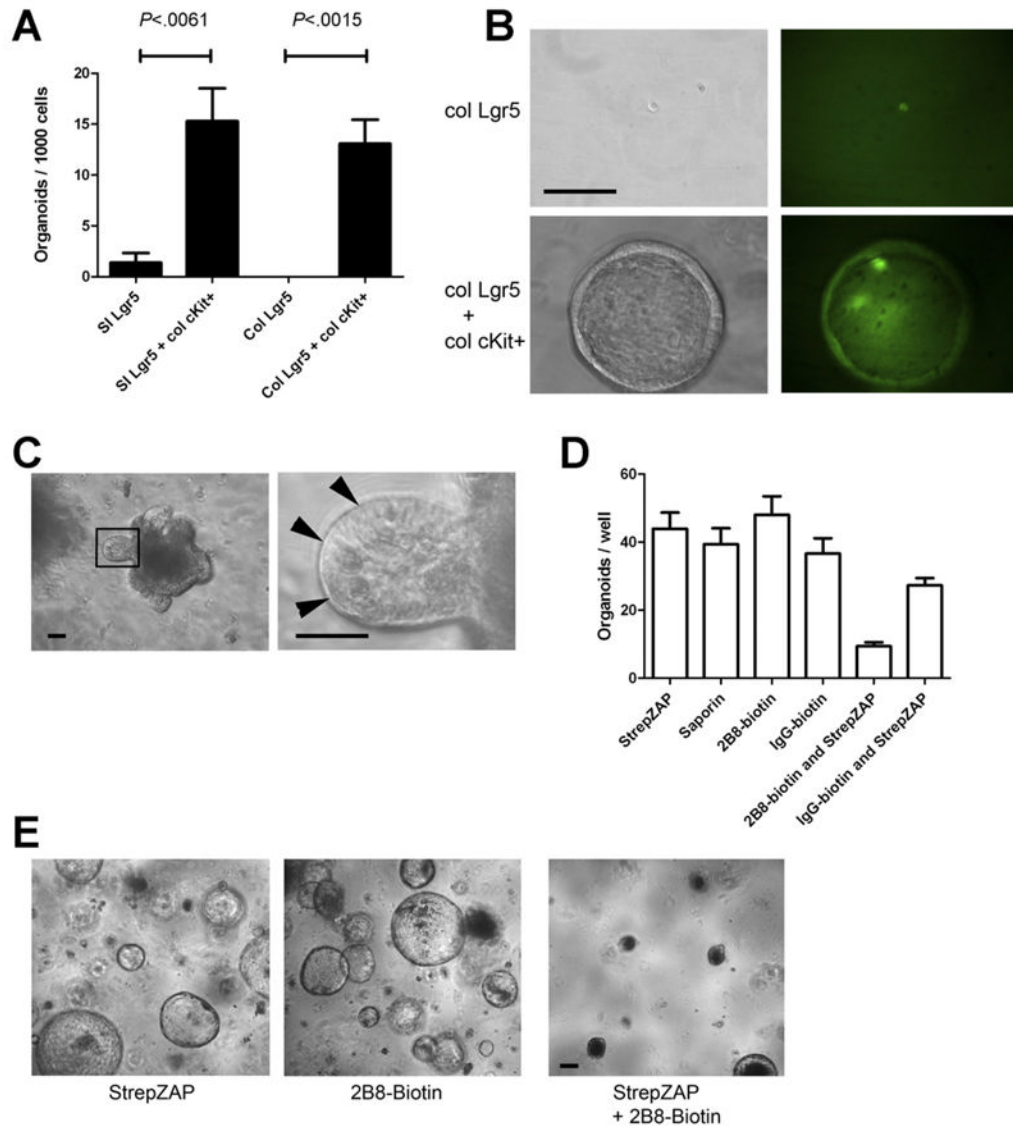 A
P<.0061
P<.0015
Organoids / 1000 cells
20
15
10
5
0
SI Lgr5
SI Lgr5 + col cKit+
Col Lgr5
Col Lgr5 + col cKit+
B
col Lgr5
col Lgr5
+
col cKit+
C
D
Organoids / well
60
40
20
0
StrepZAP
Saporin
2B8-biotin
IgG-biotin
2B8-biotin and StrepZAP
IgG-biotin and StrepZAP
E
StrepZAP
2B8-Biotin
StrepZAP
+ 2B8-Biotin